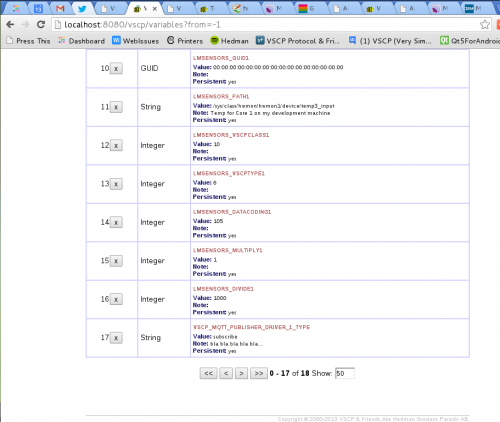 V
V
V
T
fr
L
G
A
A
V
A
M
M
localhost:8080/vscp/variables?from=-1
Press This Dashboard WebIssues Printers Hedman VSCP Protocol & Fri... (1) VSCP (Very Sim... Qt5ForAndroi
10 x GUID
LMSENSORS_GUID1
Value: 00:00:00:00:00:00:00:00:00:00:00:00:00:00:00:00
Note:
Persistent: yes
11 x String
LMSENSORS_PATH1
Value: /sys/class/hwmon/hwmon1/device/temp3_input
Note: Temp for Core 1 on my development machine
Persistent: yes
12 x Integer
LMSENSORS_VSCPCLASS1
Value: 10
Note:
Persistent: yes
13 x Integer
LMSENSORS_VSCPTYPE1
Value: 6
Note:
Persistent: yes
14 x Integer
LMSENSORS_DATACODING1
Value: 105
Note:
Persistent: yes
15 x Integer
LMSENSORS_MULTIPLY1
Value: 1
Note:
Persistent: yes
16 x Integer
LMSENSORS_DIVIDE1
Value: 1000
Note:
Persistent: yes
17 x String
VSCP_MQTT_PUBLISHER_DRIVER_1_TYPE
Value: subscribe
Note: bla bla bla bla bla...
Persistent: yes
<< < > >> 0 - 17 of 18 Show: 50
Copyright © 2000-2013 VSCP & Friends, Åke Hedman Grodans Paradis AB.